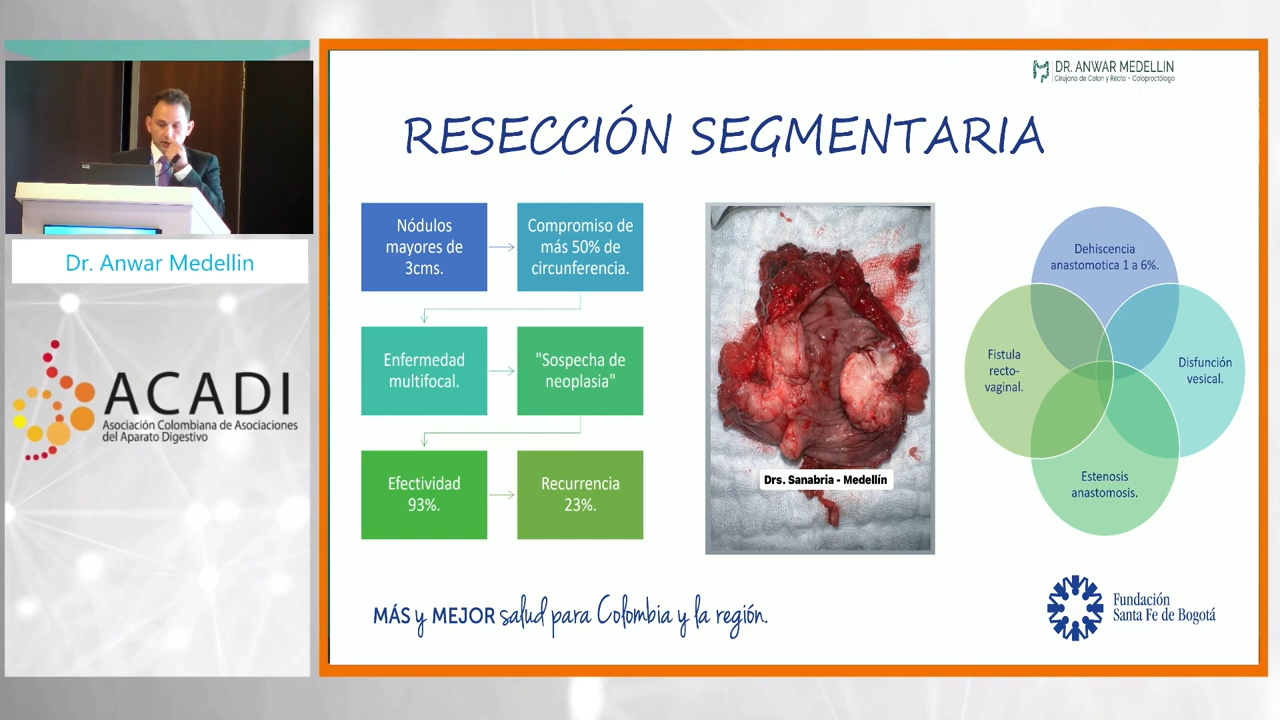 DR. ANWAR MEDELLIN
Cirujano de Colon y Recto - Coloproctólogo
RESECCIÓN SEGMENTARIA
Nódulos
mayores de
3cms.
Compromiso de
más 50% de
circunferencia.
Enfermedad
multifocal.
"Sospecha de
neoplasia"
Efectividad
93%.
Recurrencia
23%.
Drs. Sanabria - Medellín
Dehiscencia
anastomotica 1 a 6%.
Fistula
recto-
vaginal.
Disfunción
vesical.
Estenosis
anastomosis.
MÁS y MEJOR salud para Colombia y la región.
Fundación
Santa Fe de Bogotá
Dr. Anwar Medellin
ACADI
Asociación Colombiana de Asociaciones
del Aparato Digestivo